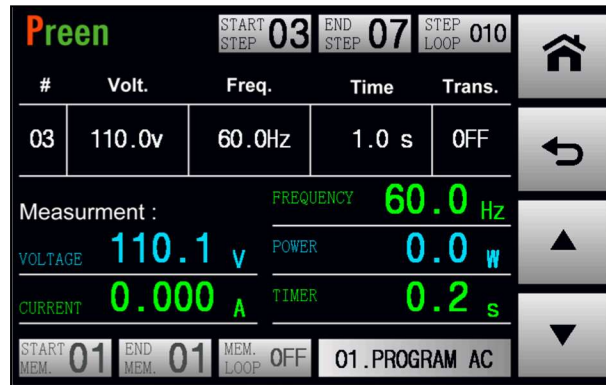 Preen
START STEP 03 END STEP 07 STEP LOOP 010
# Volt. Freq. Time Trans.
03 110.0v 60.0Hz 1.0 s OFF
Measurment :
FREQUENCY 60.0 Hz
VOLTAGE 110.1 V
POWER 0.0 W
CURRENT 0.000 A
TIMER 0.2 s
START MEM. 01 END MEM. 01 MEM. LOOP OFF 01.PROGRAM AC